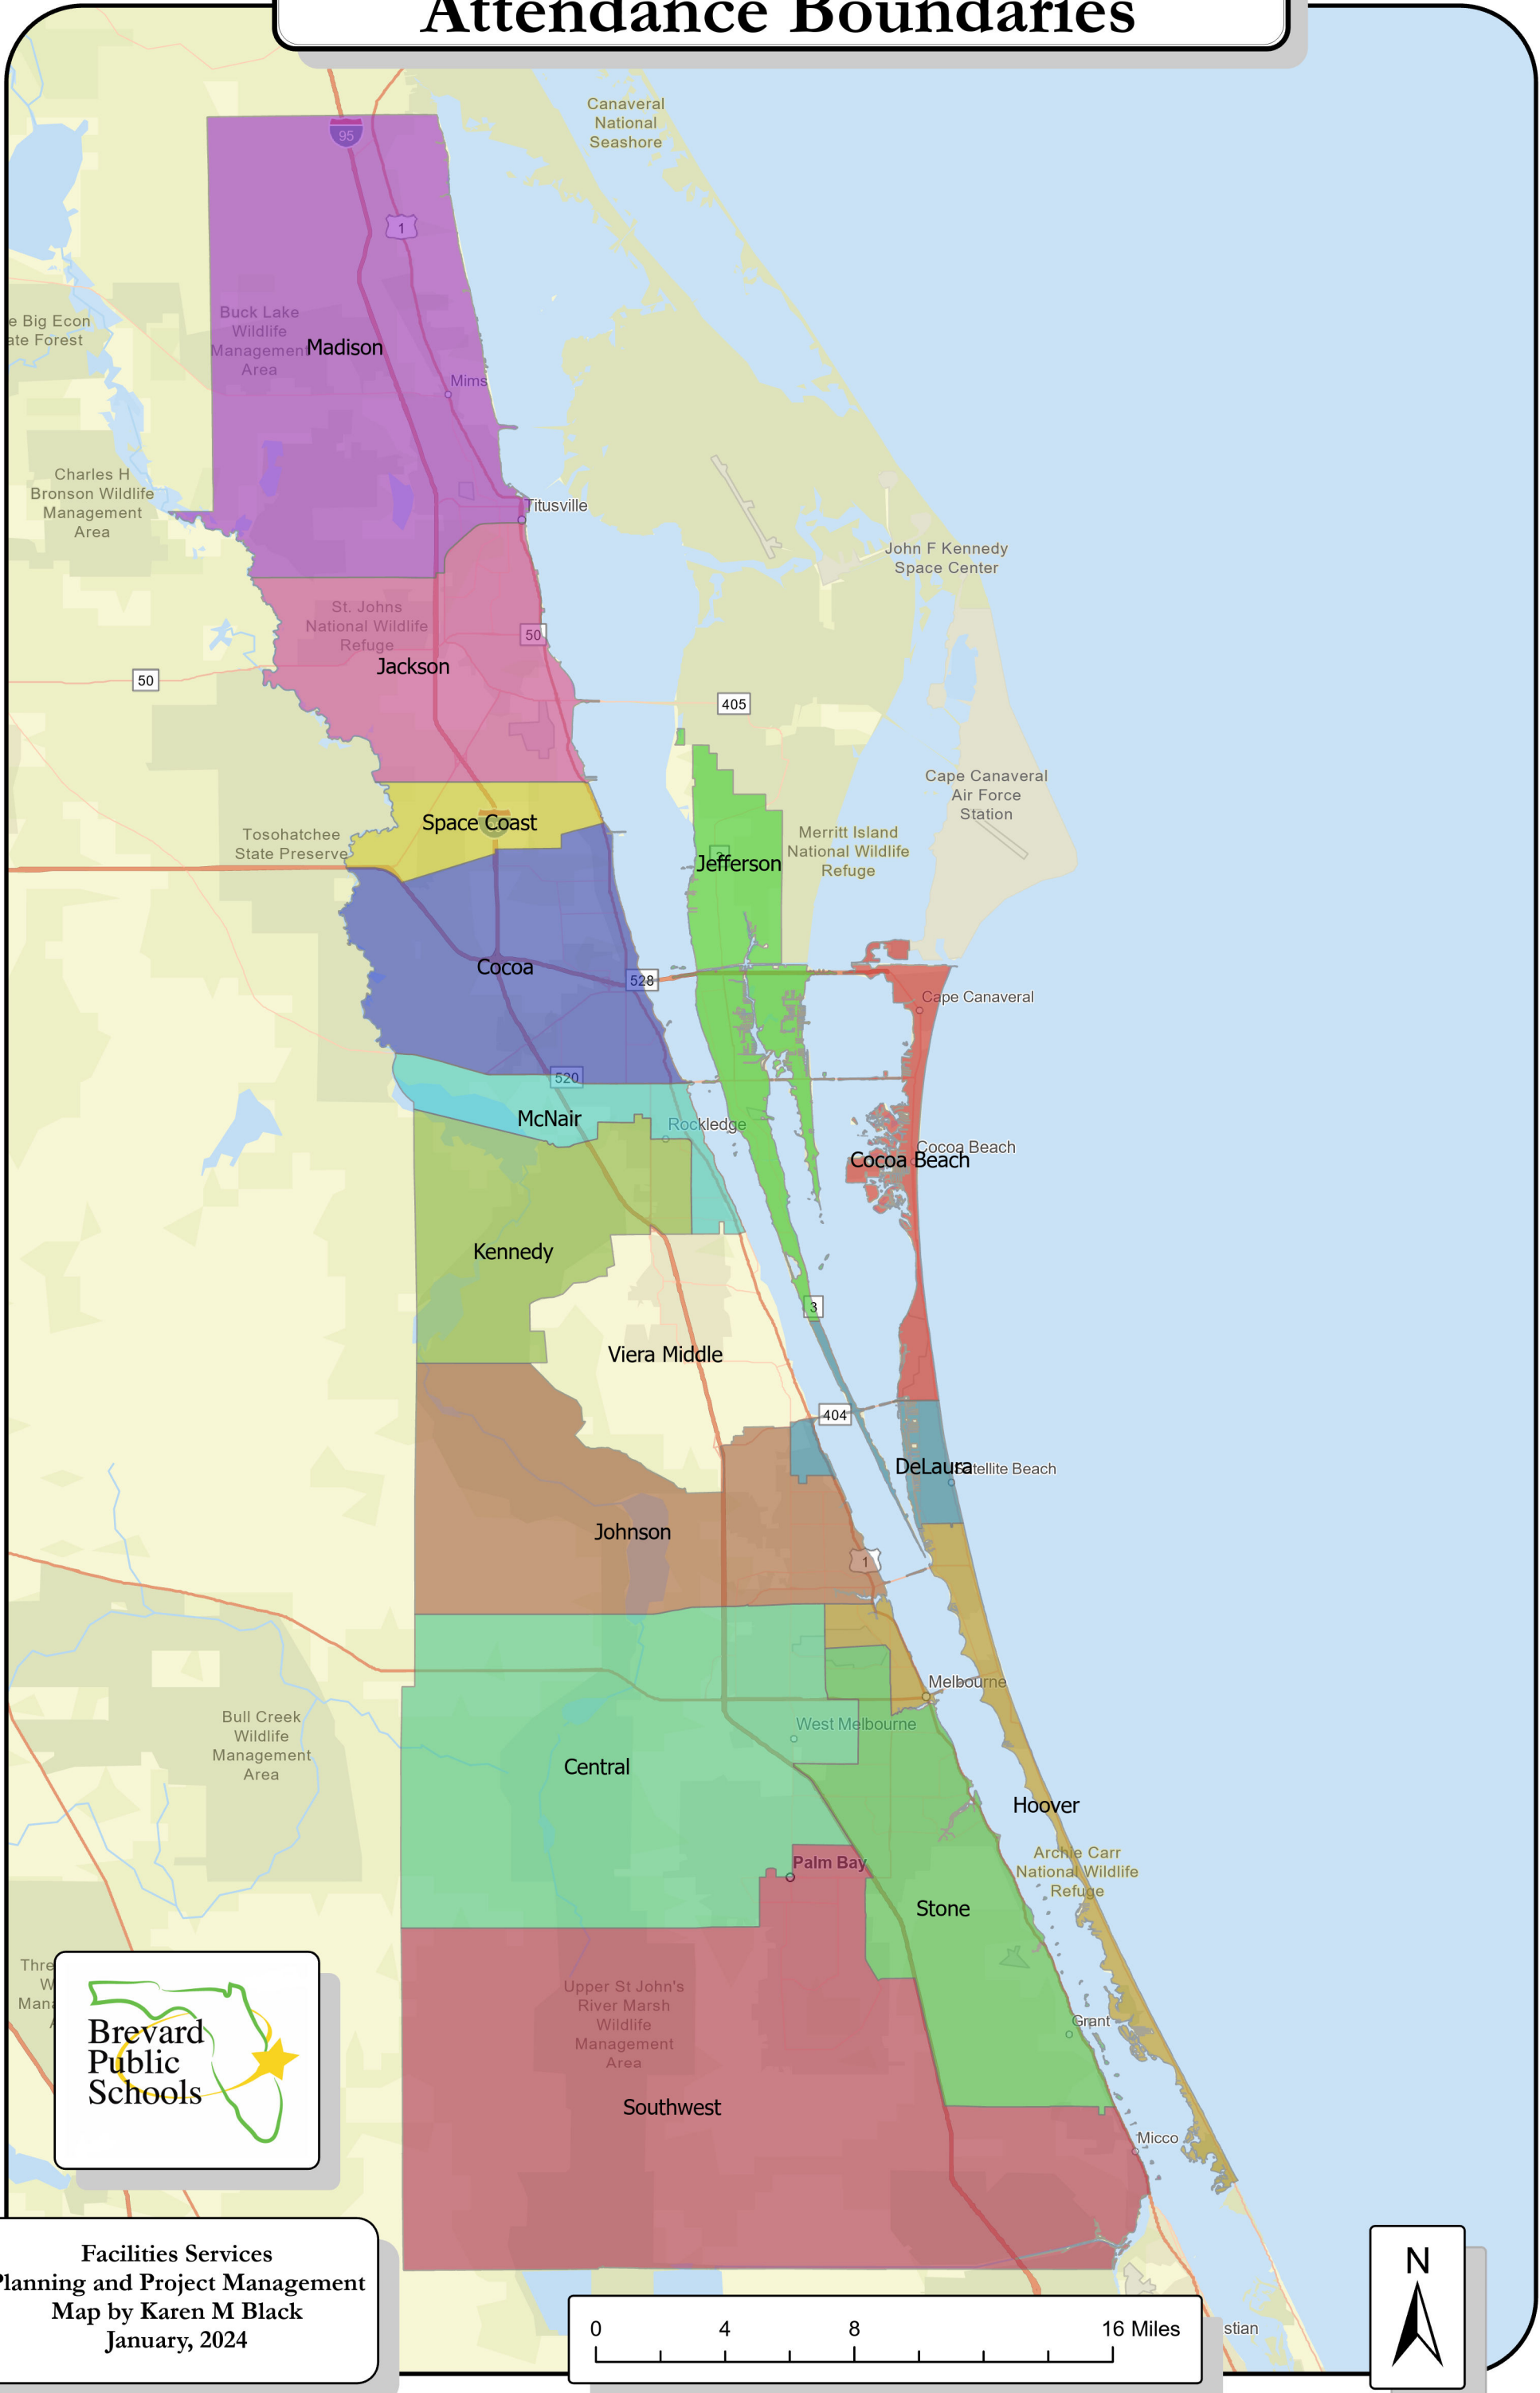 Attendance Boundaries
Canaveral
National
Seashore
95
1
Buck Lake
Wildlife
Management
Area
Madison
e Big Econ
ate Forest
Mims
Charles H
Bronson Wildlife
Management
Area
Titusville
John F Kennedy
Space Center
St. Johns
National Wildlife
Refuge
50
Jackson
50
405
Cape Canaveral
Air Force
Station
Space Coast
Tosohatchee
State Preserve
Merritt Island
National Wildlife
Refuge
3
Jefferson
Cocoa
528
Cape Canaveral
520
McNair
Rockledge
Cocoa Beach
Cocoa Beach
Kennedy
3
Viera Middle
404
DeLaura
Satellite Beach
Johnson
1
Melbourne
West Melbourne
Bull Creek
Wildlife
Management
Area
Central
Hoover
Archie Carr
National Wildlife
Refuge
Palm Bay
Stone
Thre
W
Mana
Upper St John's
River Marsh
Wildlife
Management
Area
Grant
Southwest
Micco
Brevard
Public
Schools
Facilities Services
Planning and Project Management
Map by Karen M Black
January, 2024
0 4 8 16 Miles
stian
N